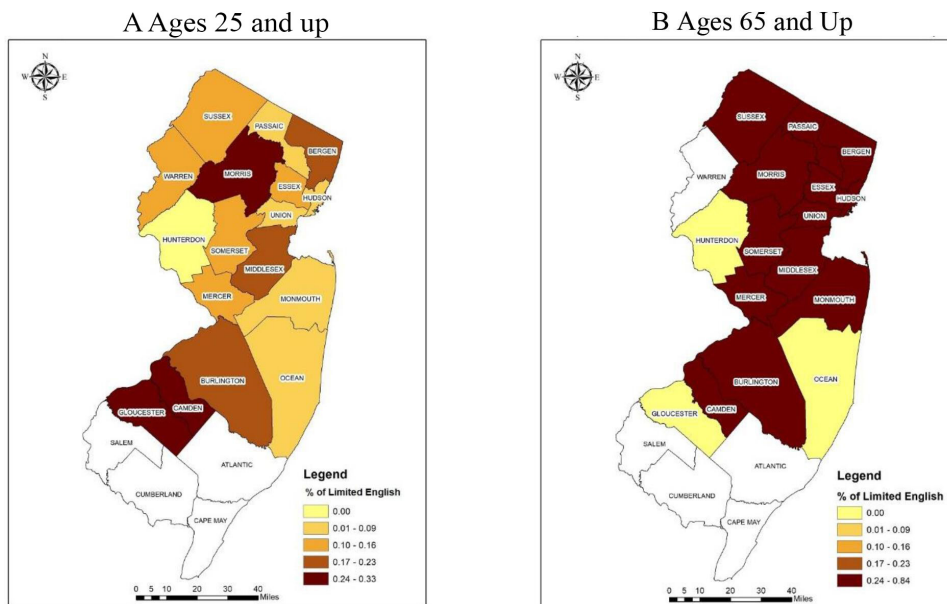 A Ages 25 and up
N
W E
S
SUSSEX
PASSAIC
BERGEN
WARREN
MORRIS
ESSEX
HUDSON
UNION
HUNTERDON
SOMERSET
MIDDLESEX
MERCER
MONMOUTH
OCEAN
BURLINGTON
GLOUCESTER
CAMDEN
SALEM
ATLANTIC
CUMBERLAND
CAPE MAY
Legend
% of Limited English
0.00
0.01 - 0.09
0.10 - 0.16
0.17 - 0.23
0.24 - 0.33
0 5 10 20 30 40
Miles
B Ages 65 and Up
N
W E
S
SUSSEX
PASSAIC
BERGEN
WARREN
MORRIS
ESSEX
HUDSON
UNION
HUNTERDON
SOMERSET
MIDDLESEX
MERCER
MONMOUTH
OCEAN
BURLINGTON
GLOUCESTER
CAMDEN
SALEM
ATLANTIC
CUMBERLAND
CAPE MAY
Legend
% of Limited English
0.00
0.01 - 0.09
0.10 - 0.16
0.17 - 0.23
0.24 - 0.84
0 5 10 20 30 40
Miles